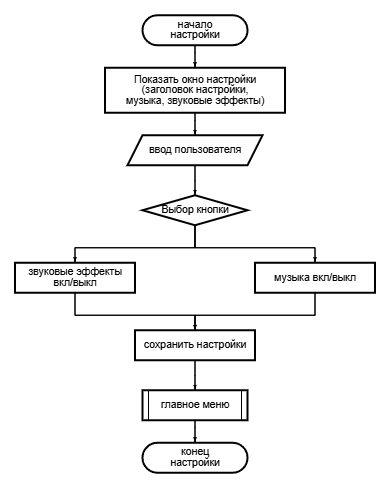 начало
настройки
Показать окно настройки
(заголовок настройки,
музыка, звуковые эффекты)
ввод пользователя
Выбор кнопки
звуковые эффекты
вкл/выкл
музыка вкл/выкл
сохранить настройки
главное меню
конец
настройки